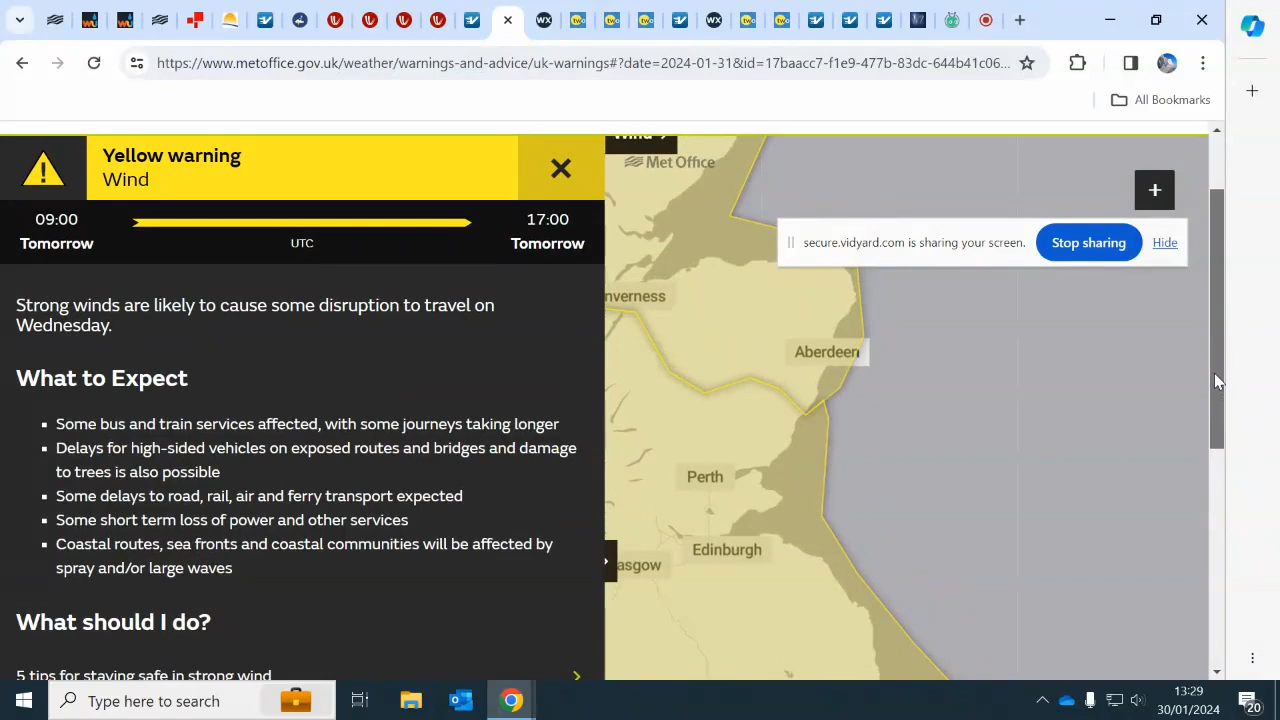 https://www.metoffice.gov.uk/weather/warnings-and-advice/uk-warnings#?date=2024-01-31&id=17baacc7-f1e9-477b-83dc-644b41c06...
All Bookmarks
Yellow warning
Wind
09:00
17:00
Tomorrow
UTC
Tomorrow
Strong winds are likely to cause some disruption to travel on
Wednesday.
What to Expect
Some bus and train services affected, with some journeys taking longer
Delays for high-sided vehicles on exposed routes and bridges and damage
to trees is also possible
Some delays to road, rail, air and ferry transport expected
Some short term loss of power and other services
Coastal routes, sea fronts and coastal communities will be affected by
spray and/or large waves
What should I do?
5 tips for staying safe in strong wind
Wind
Met Office
secure.vidyard.com is sharing your screen.
Stop sharing
Hide
nverness
Aberdeen
Perth
Edinburgh
asgow
Type here to search
13:29
30/01/2024
20